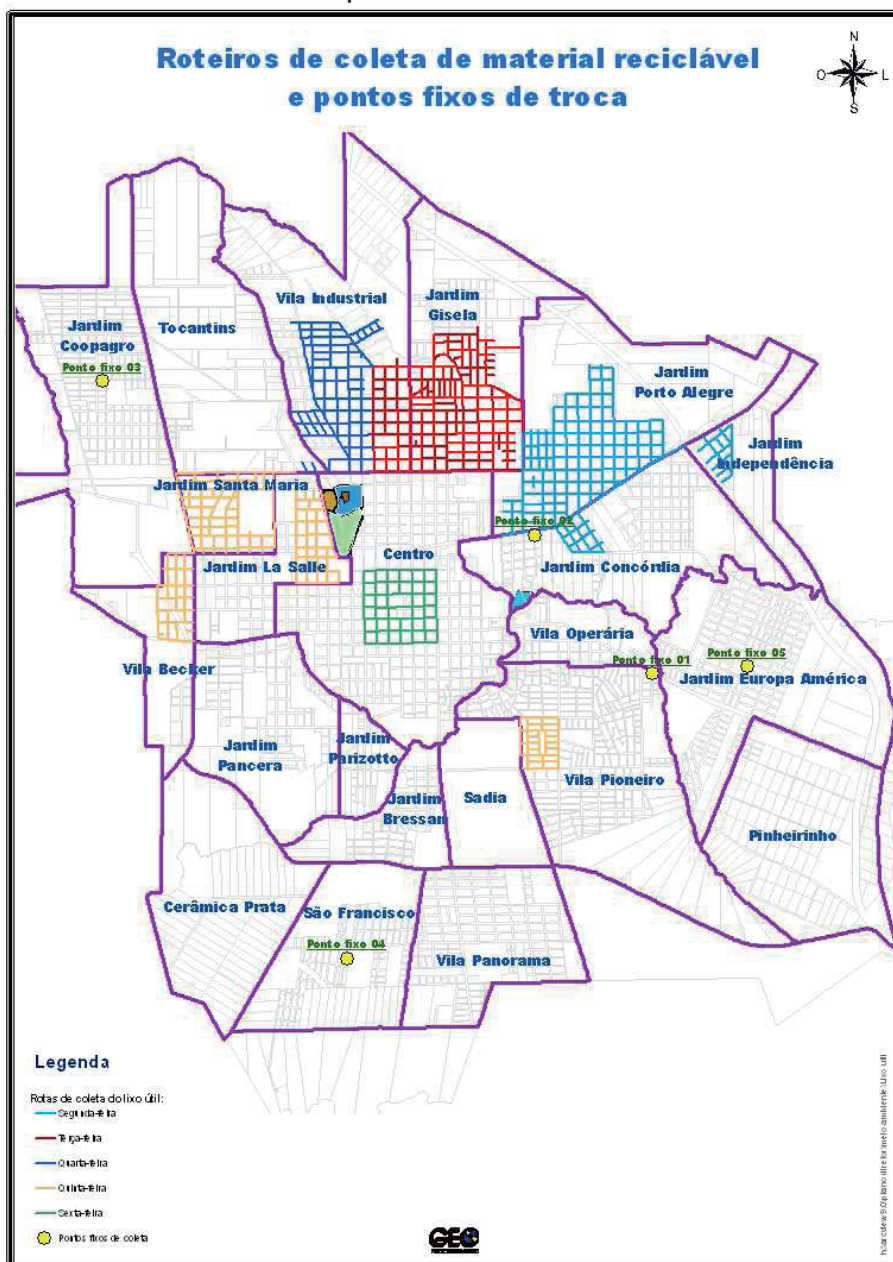 Roteiros de coleta de material reciclável
e pontos fixos de troca
N
O
L
S
Vila Industrial
Jardim
Gisela
Jardim
Coopagro
Ponto fixo 03
Tocantins
Jardim
Porto Alegre
Jardim
Independência
Jardim Santa Maria
Ponto fixo 02
Centro
Jardim La Salle
Jardim Concórdia
Vila Operária
Vila Becker
Ponto fixo 01
Ponto fixo 05
Jardim Europa América
Jardim
Pancera
Jardim
Parizotto
Jardim
Bressan
Sadia
Vila Pioneiro
Pinheirinho
Cerâmica Prata
São Francisco
Ponto fixo 04
Vila Panorama
Legenda
Rotas de coleta do lixo útil:
Segunda-feira
Terça-feira
Quarta-feira
Quinta-feira
Sexta-feira
Pontos fixos de coleta
GEO